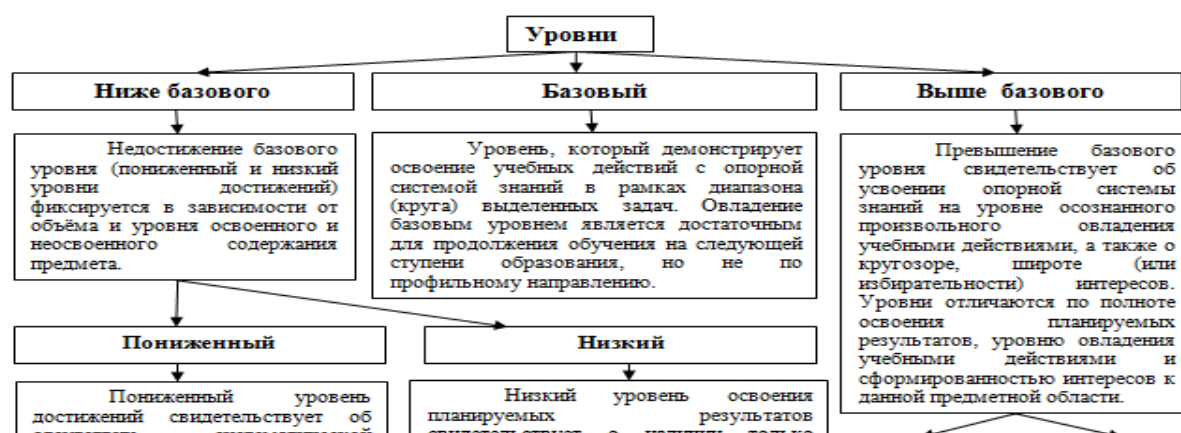 Уровни
Ниже базового
Базовый
Выше базового
Недостижение базового
уровня (пониженный и низкий
уровни достижений)
фиксируется в зависимости от
объёма и уровня освоенного и
неосвоенного содержания
предмета.
Уровень, который демонстрирует
освоение учебных действий с опорной
системой знаний в рамках диапазона
(круга) выделенных задач. Овладение
базовым уровнем является достаточным
для продолжения обучения на следующей
ступени образования, но не по
профильному направлению.
Превышение базового
уровня свидетельствует об
усвоении опорной системы
знаний на уровне осознанного
произвольного овладения
учебными действиями, а также о
кругозоре, широте (или
избирательности) интересов.
Уровни отличаются по полноте
освоения планируемых
результатов, уровню овладения
учебными действиями и
сформированностью интересов к
данной предметной области.
Пониженный
Низкий
Пониженный уровень
достижений свидетельствует об
Низкий уровень освоения
планируемых результатов
свидетельствует о наличии только